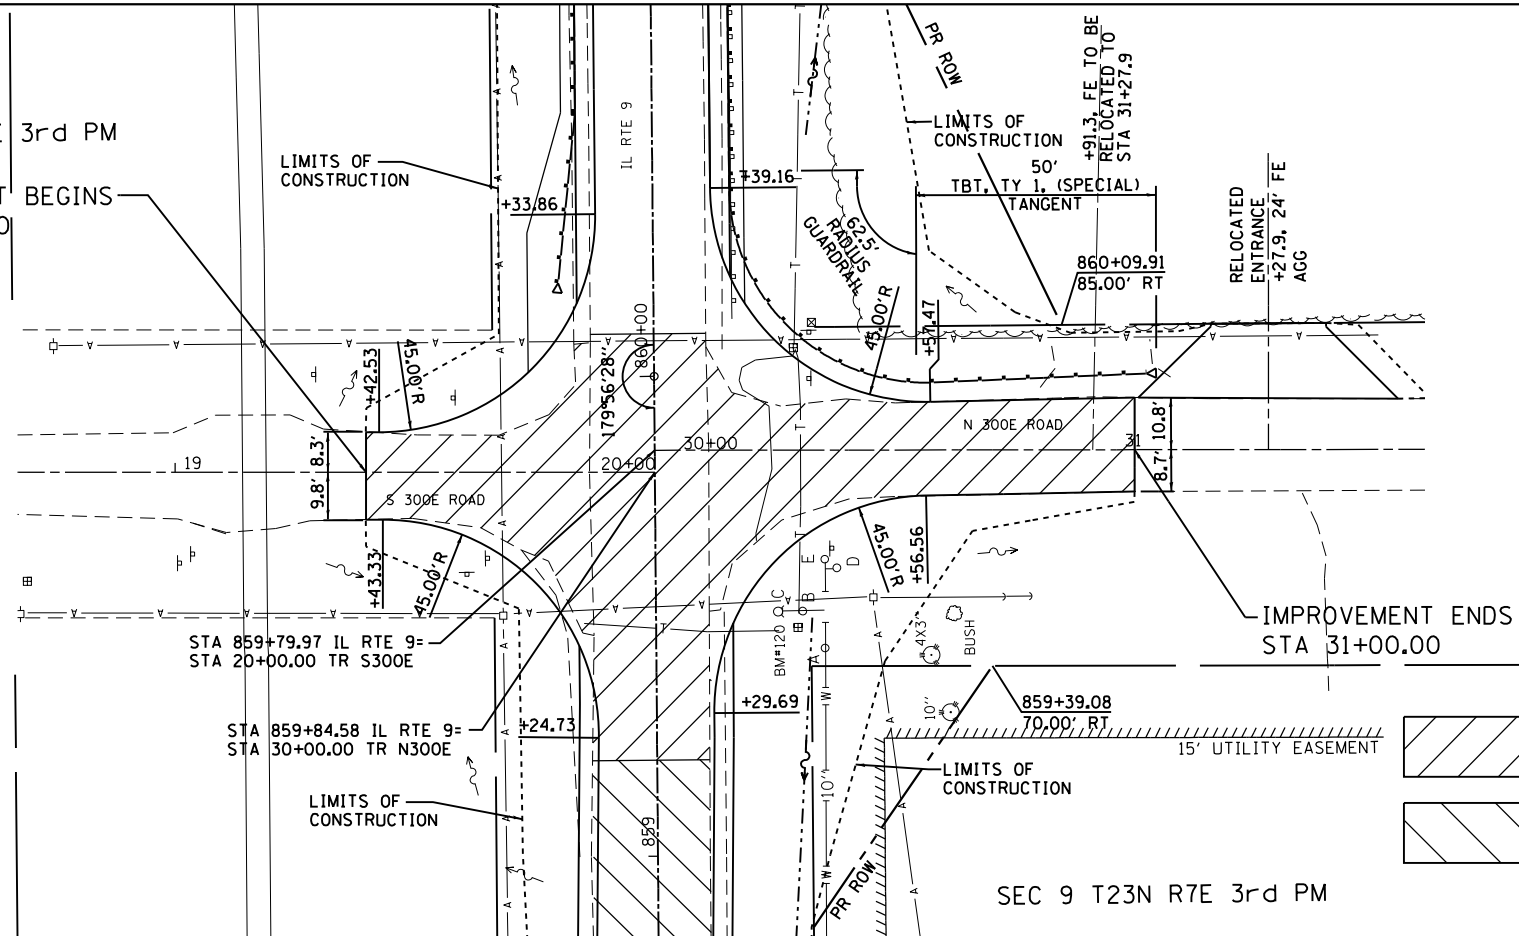 3rd PM
T BEGINS
0
LIMITS OF
CONSTRUCTION
+33.86
IL RTE 9
+39.16
62.5'
RADIUS
GUARDRAIL
PR ROW
LIMITS OF
CONSTRUCTION
50'
TBT, TY 1, (SPECIAL)
TANGENT
+91.3, FE TO BE
RELOCATED TO
STA 31+27.9
RELOCATED
ENTRANCE
+27.9, 24' FE
AGG
860+09.91
85.00' RT
+42.53
45.00'R
179°56'28"
860+00
45.00'R
+57.47
19
9.8' 8.3'
S 300E ROAD
20+00
30+00
N 300E ROAD
31
8.7' 10.8'
+43.33
45.00'R
45.00'R
+56.56
STA 859+79.97 IL RTE 9=
STA 20+00.00 TR S300E
STA 859+84.58 IL RTE 9=
STA 30+00.00 TR N300E
+24.73
+29.69
BM#120
C
B
E
D
A
4X3"
BUSH
10"
IMPROVEMENT ENDS
STA 31+00.00
859+39.08
70.00' RT
15' UTILITY EASEMENT
LIMITS OF
CONSTRUCTION
LIMITS OF
CONSTRUCTION
859
10"
W
W
T
T
T
T
PR ROW
SEC 9 T23N R7E 3rd PM